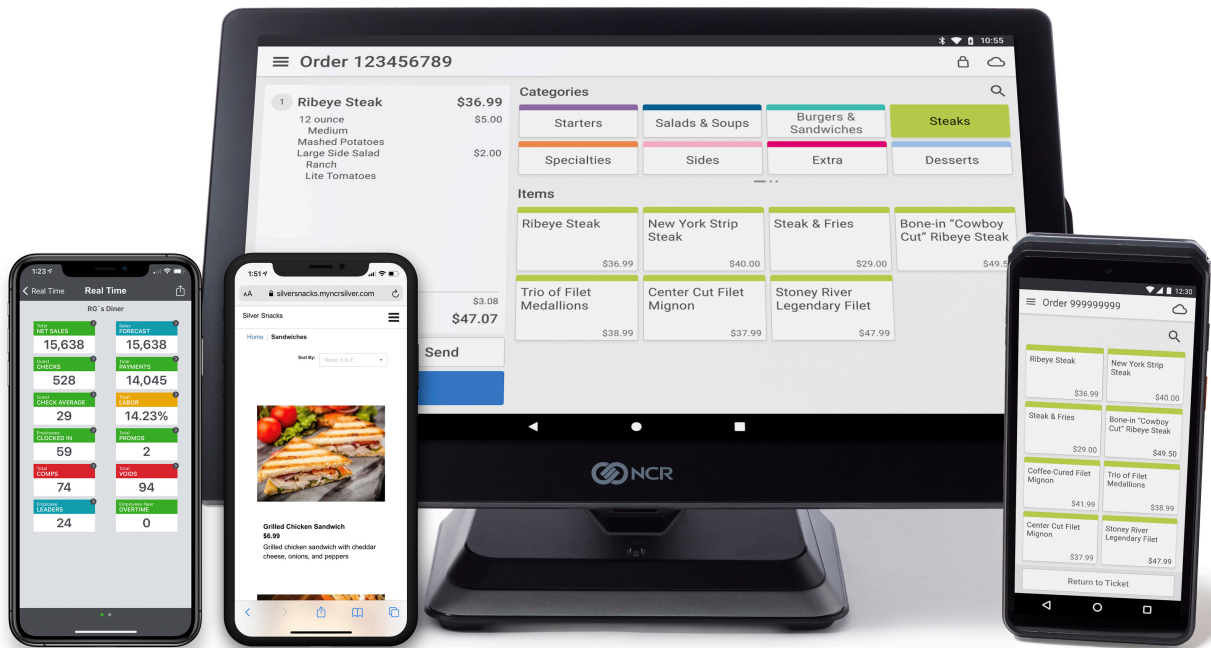 10:55
Order 123456789
1 Ribeye Steak $36.99
12 ounce $5.00
Medium
Mashed Potatoes
Large Side Salad $2.00
Ranch
Lite Tomatoes
$3.08
$47.07
Send
Categories
Starters
Salads & Soups
Burgers &
Sandwiches
Steaks
Specialties
Sides
Extra
Desserts
Items
Ribeye Steak
$36.99
New York Strip
Steak
$40.00
Steak & Fries
$29.00
Bone-in “Cowboy
Cut” Ribeye Steak
$49.5
Trio of Filet
Medallions
$38.99
Center Cut Filet
Mignon
$37.99
Stoney River
Legendary Filet
$47.99
NCR
1:23
Real Time Real Time
RG's Diner
Total
NET SALES
15,638
Sales
FORECAST
15,638
Guest
CHECKS
528
Total
PAYMENTS
14,045
Guest
CHECK AVERAGE
29
Total
LABOR
14.23%
Employees
CLOCKED IN
59
Total
PROMOS
2
Total
COMPS
74
Total
VOIDS
94
Employee
LEADERS
24
Employees Near
OVERTIME
0
1:51
AA silversnacks.myncrsilver.com
Silver Snacks
Home | Sandwiches
Sort By: Name: A to Z
Grilled Chicken Sandwich
$6.99
Grilled chicken sandwich with cheddar
cheese, onions, and peppers
12:30
Order 999999999
Ribeye Steak
$36.99
New York Strip
Steak
$40.00
Steak & Fries
$29.00
Bone-in “Cowboy
Cut” Ribeye Steak
$49.50
Coffee-Cured Filet
Mignon
$41.99
Trio of Filet
Medallions
$38.99
Center Cut Filet
Mignon
$37.99
Stoney River
Legendary Filet
$47.99
Return to Ticket